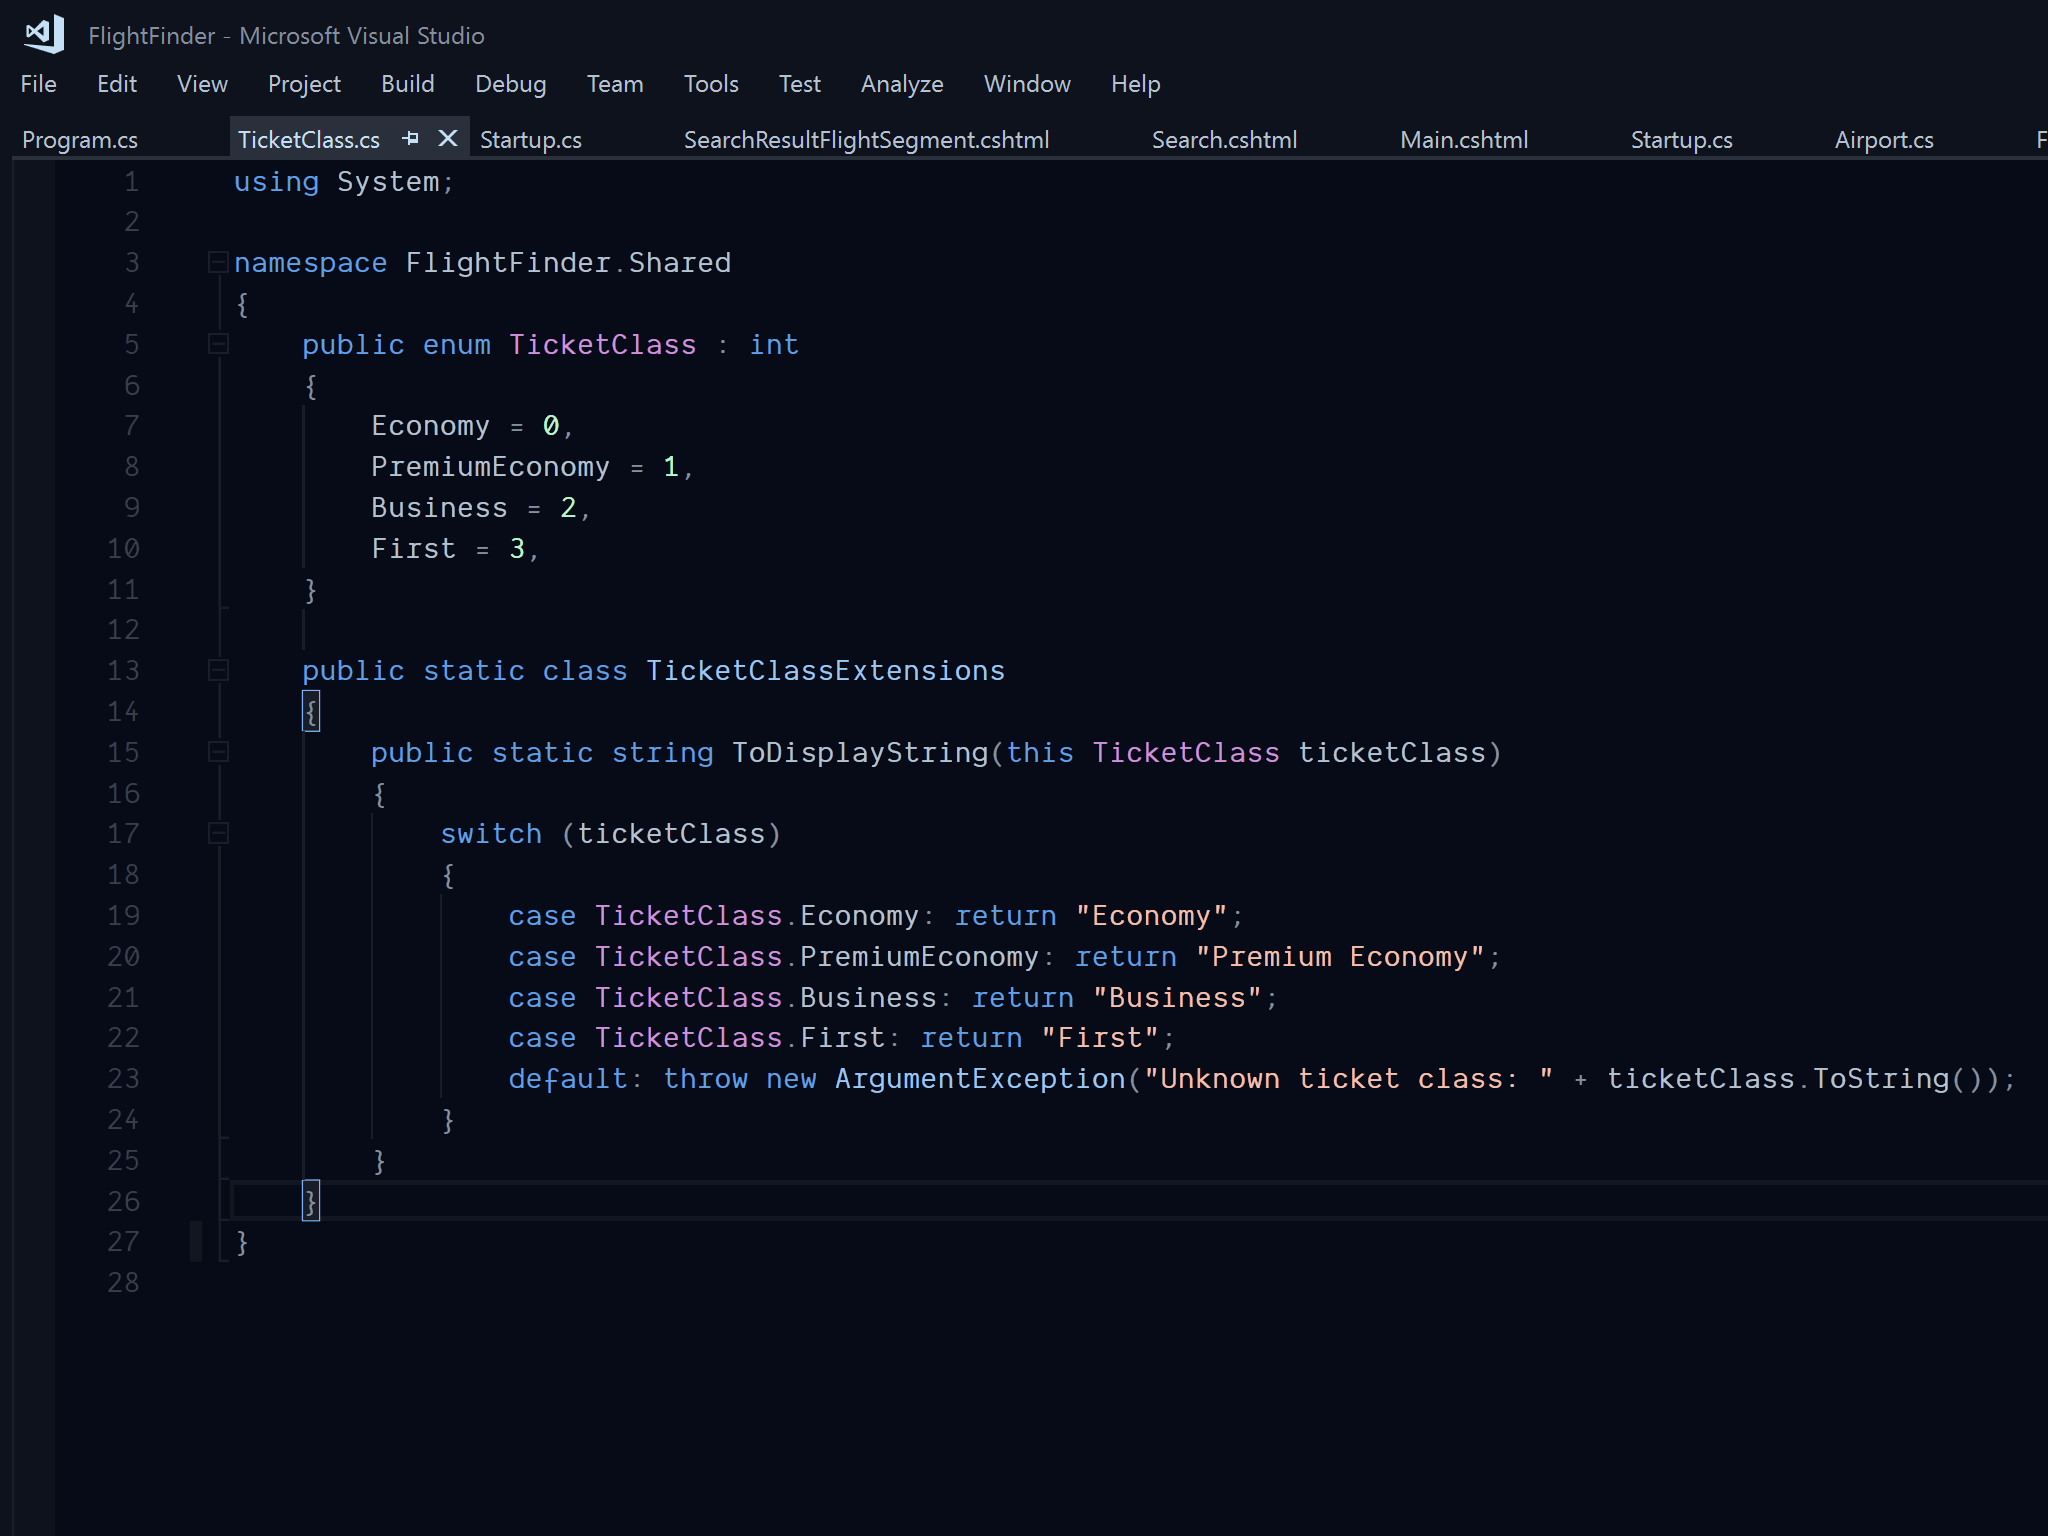 FlightFinder - Microsoft Visual Studio
File Edit View Project Build Debug Team Tools Test Analyze Window Help
Program.cs TicketClass.cs Startup.cs SearchResultFlightSegment.cshtml Search.cshtml Main.cshtml Startup.cs Airport.cs F
1 using System;
2
3 namespace FlightFinder.Shared
4 {
5     public enum TicketClass : int
6     {
7         Economy = 0,
8         PremiumEconomy = 1,
9         Business = 2,
10         First = 3,
11     }
12
13     public static class TicketClassExtensions
14     {
15         public static string ToDisplayString(this TicketClass ticketClass)
16         {
17             switch (ticketClass)
18             {
19                 case TicketClass.Economy: return "Economy";
20                 case TicketClass.PremiumEconomy: return "Premium Economy";
21                 case TicketClass.Business: return "Business";
22                 case TicketClass.First: return "First";
23                 default: throw new ArgumentException("Unknown ticket class: " + ticketClass.ToString());
24             }
25         }
26     }
27 }
28